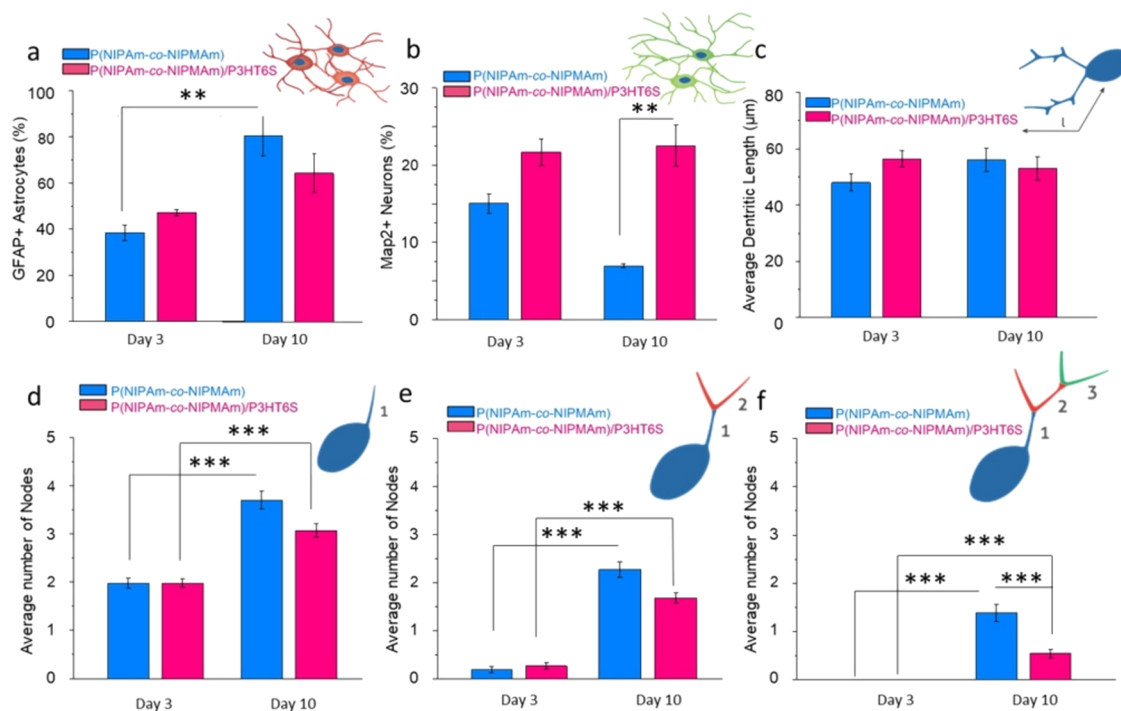 a
P(NIPAm-co-NIPMAm)
P(NIPAm-co-NIPMAm)/P3HT6S
GFAP+ Astrocytes (%)
100
80
60
40
20
0
**
Day 3
Day 10
b
P(NIPAm-co-NIPMAm)
P(NIPAm-co-NIPMAm)/P3HT6S
Map2+ Neurons (%)
20
10
0
**
Day 3
Day 10
c
P(NIPAm-co-NIPMAm)
P(NIPAm-co-NIPMAm)/P3HT6S
l
Average Dentritic Length (µm)
80
60
40
20
0
Day 3
Day 10
d
P(NIPAm-co-NIPMAm)
P(NIPAm-co-NIPMAm)/P3HT6S
1
Average number of Nodes
5
4
3
2
1
0
***
***
Day 3
Day 10
e
P(NIPAm-co-NIPMAm)
P(NIPAm-co-NIPMAm)/P3HT6S
2
1
Average number of Nodes
5
4
3
2
1
0
***
***
Day 3
Day 10
f
P(NIPAm-co-NIPMAm)
P(NIPAm-co-NIPMAm)/P3HT6S
3
2
1
Average number of Nodes
5
4
3
2
1
0
***
***
***
Day 3
Day 10